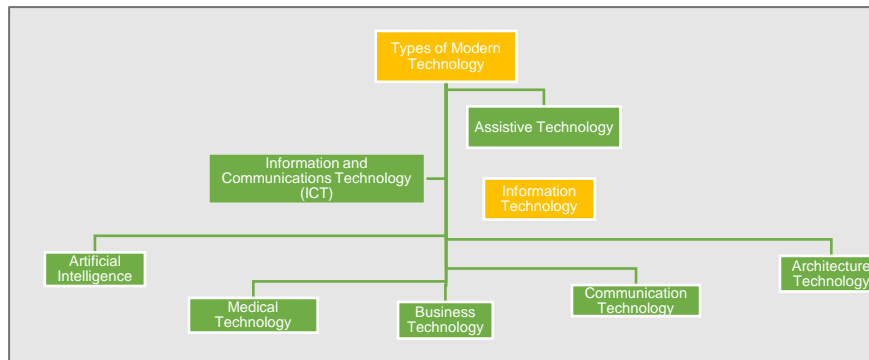 Types of Modern
Technology
Assistive Technology
Information and
Communications Technology
(ICT)
Information
Technology
Artificial
Intelligence
Architecture
Technology
Medical
Technology
Business
Technology
Communication
Technology